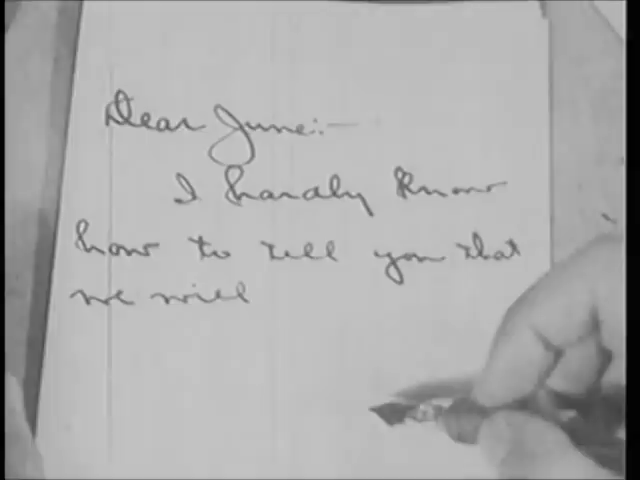 Dear June:—
I hardly know
how to tell you that
we will